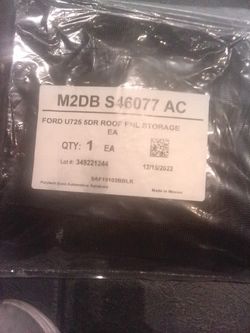 M2DB S46077 AC
FORD U725 5DR ROOF PNL STORAGE
EA
QTY: 1 EA
Lot #: 349221244
12/15/2022
Made in Mexico